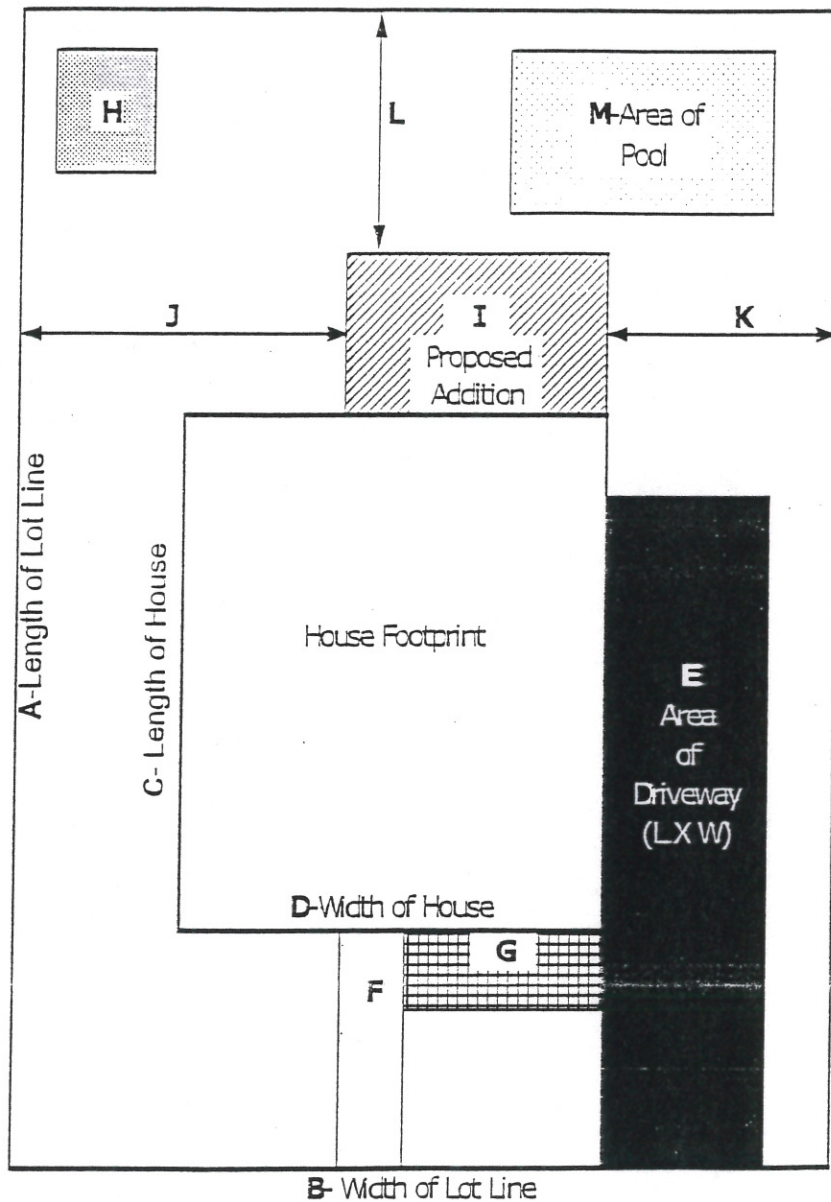 H
L
M-Area of
Pool
J
I
K
Proposed
Addition
A-Length of Lot Line
C- Length of House
House Footprint
E
Area
of
Driveway
(L X W)
D-Width of House
G
F
B- Width of Lot Line